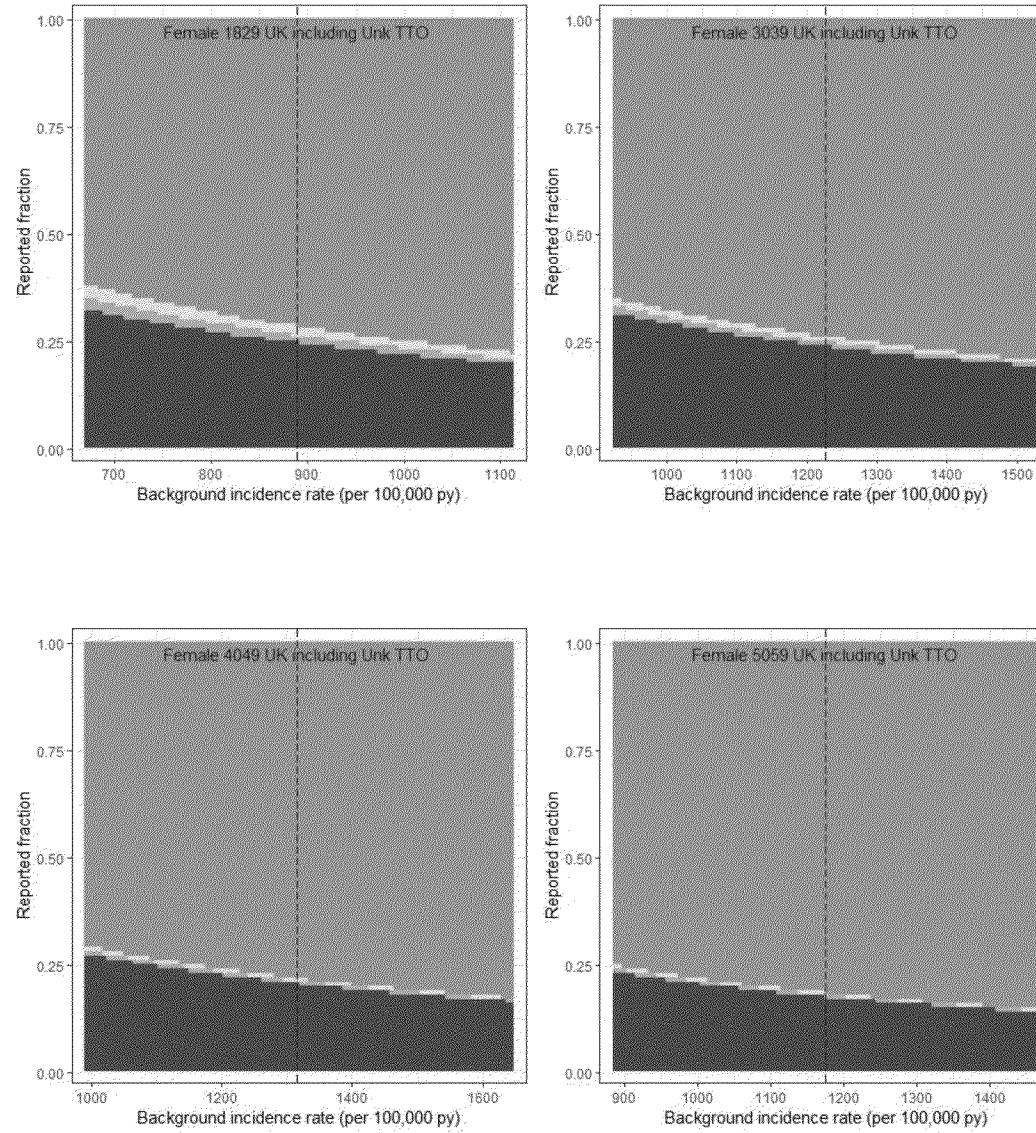 Female 1829 UK including Unk TTO
1.00
0.75
0.50
0.25
0.00
Reported fraction
700 800 900 1000 1100
Background incidence rate (per 100,000 py)
Female 3039 UK including Unk TTO
1.00
0.75
0.50
0.25
0.00
Reported fraction
1000 1100 1200 1300 1400 1500
Background incidence rate (per 100,000 py)
Female 4049 UK including Unk TTO
1.00
0.75
0.50
0.25
0.00
Reported fraction
1000 1200 1400 1600
Background incidence rate (per 100,000 py)
Female 5059 UK including Unk TTO
1.00
0.75
0.50
0.25
0.00
Reported fraction
900 1000 1100 1200 1300 1400
Background incidence rate (per 100,000 py)